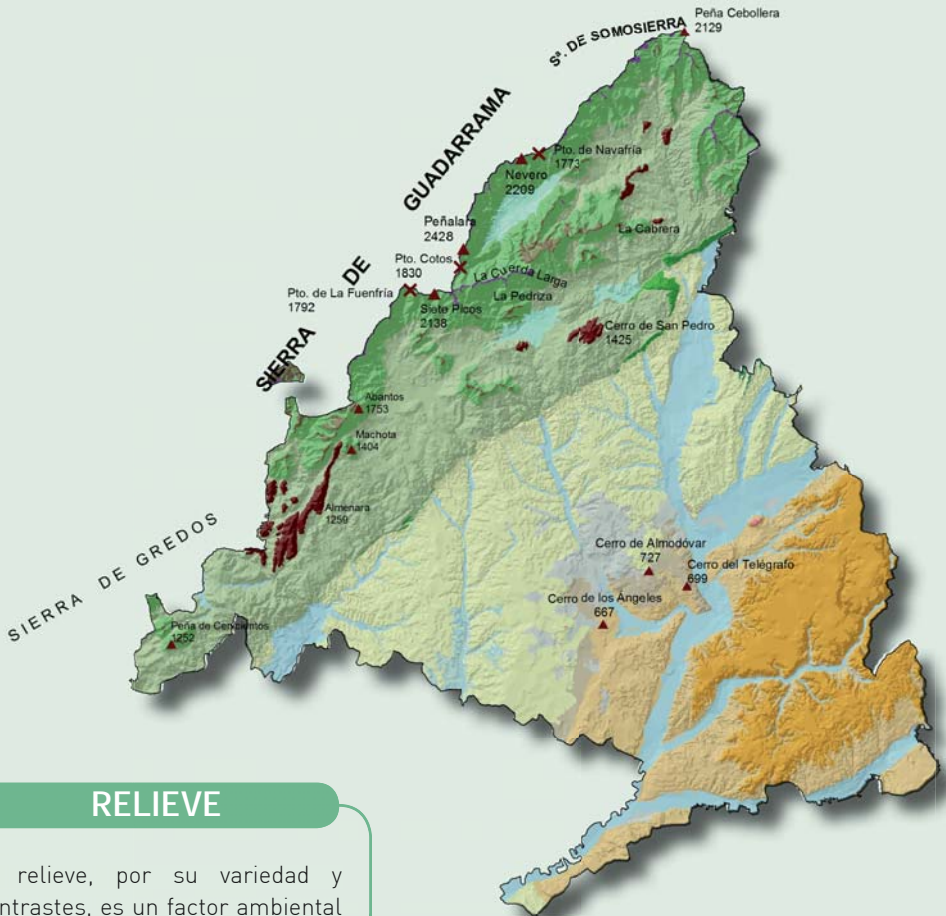 Peña Cebollera
2129
Sª. DE SOMOSIERRA
SIERRA DE GUADARRAMA
Pto. de Navafría
1773
Nevero
2209
Peñalara
2428
La Cabrera
Pto. Cotos
1830
La Cuerda Larga
Pto. de La Fuenfría
1792
La Pedriza
Siete Picos
2138
Cerro de San Pedro
1425
Abantos
1753
Machota
1404
Almenara
1259
SIERRA DE GREDOS
Cerro de Almodóvar
727
Cerro del Telégrafo
699
Cerro de los Ángeles
667
Peña de Cenicientos
1252
RELIEVE
relieve, por su variedad y
ntrastes, es un factor ambiental